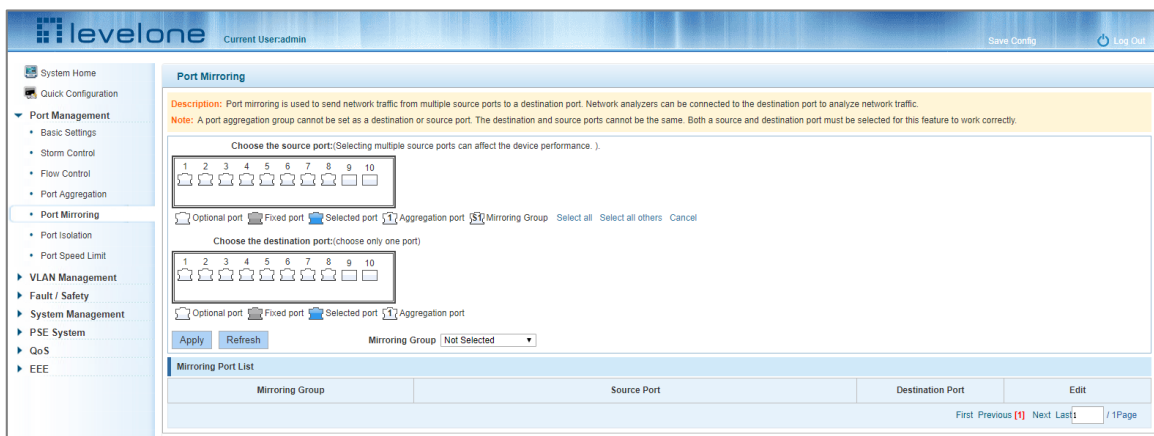 levelone
Current User:admin
Save Config
Log Out
System Home
Quick Configuration
Port Management
Basic Settings
Storm Control
Flow Control
Port Aggregation
Port Mirroring
Port Isolation
Port Speed Limit
VLAN Management
Fault / Safety
System Management
PSE System
QoS
EEE
Port Mirroring
Description: Port mirroring is used to send network traffic from multiple source ports to a destination port. Network analyzers can be connected to the destination port to analyze network traffic.
Note: A port aggregation group cannot be set as a destination or source port. The destination and source ports cannot be the same. Both a source and destination port must be selected for this feature to work correctly.
Choose the source port:(Selecting multiple source ports can affect the device performance. ).
1 2 3 4 5 6 7 8 9 10
Optional port Fixed port Selected port 1 Aggregation port S1 Mirroring Group Select all Select all others Cancel
Choose the destination port:(choose only one port)
1 2 3 4 5 6 7 8 9 10
Optional port Fixed port Selected port 1 Aggregation port
Apply Refresh Mirroring Group Not Selected
Mirroring Port List
Mirroring Group Source Port Destination Port Edit
First Previous [1] Next Last 1 / 1Page